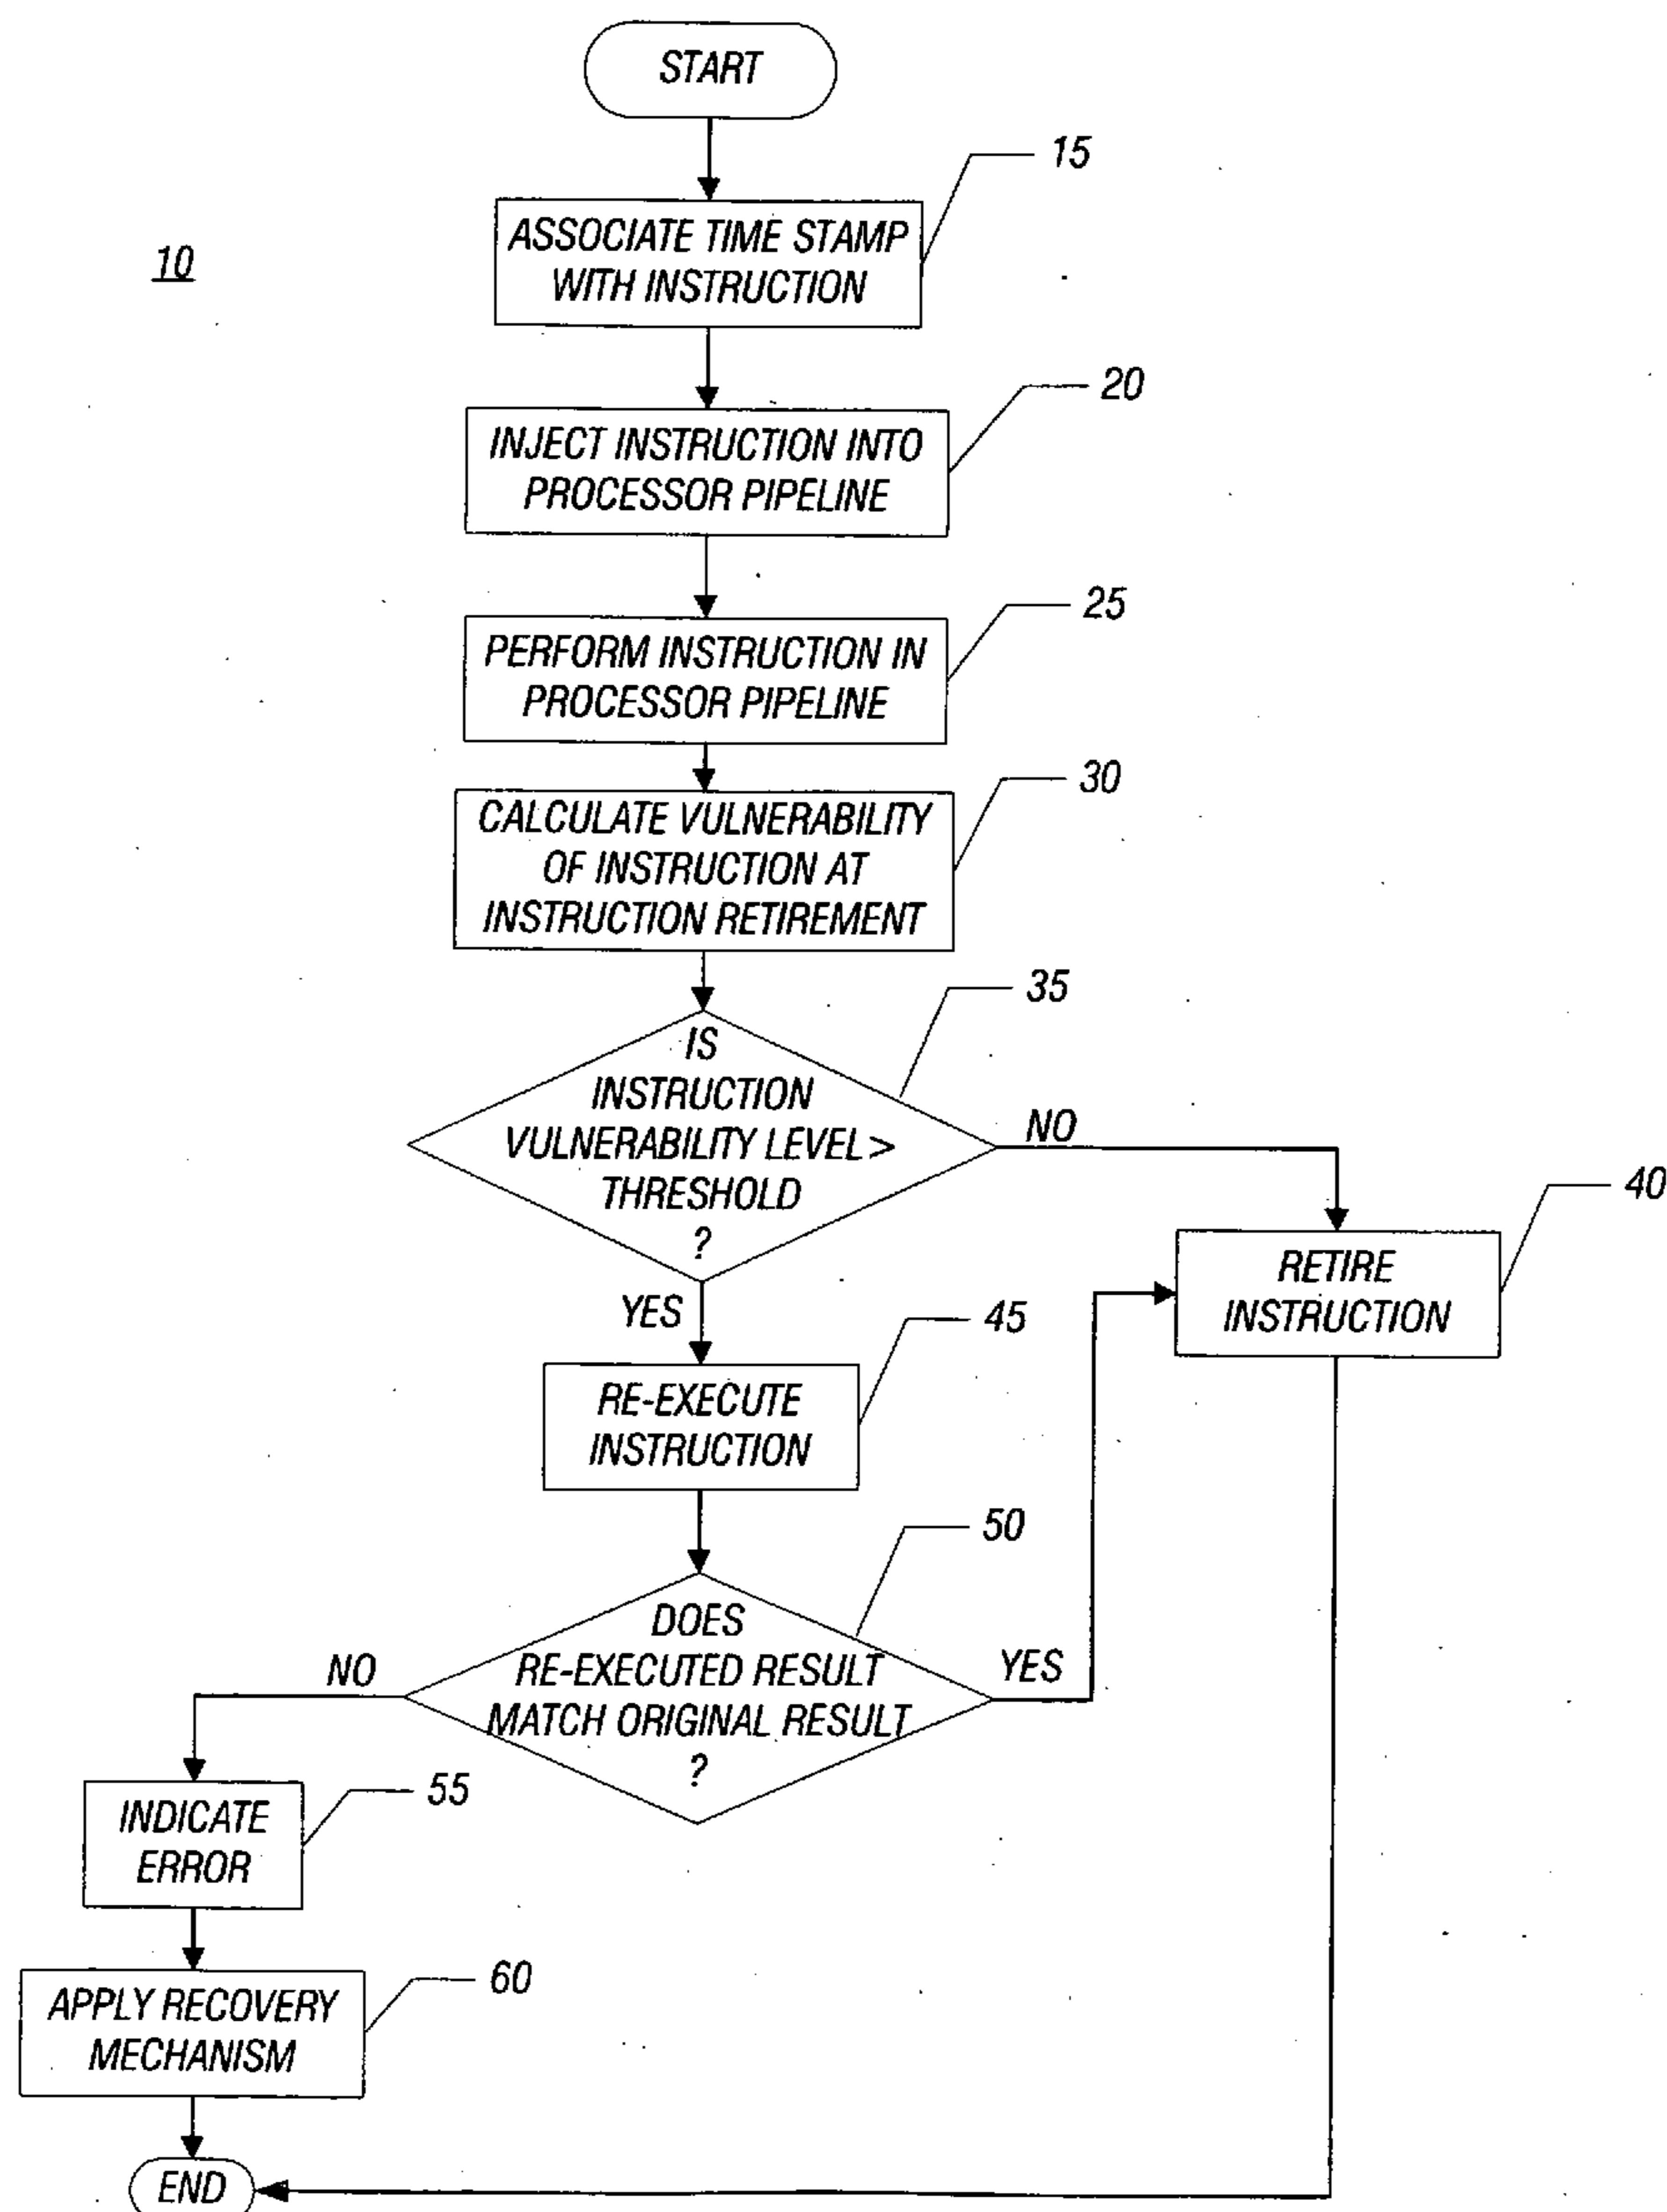 START
15
ASSOCIATE TIME STAMP
WITH INSTRUCTION
10
20
INJECT INSTRUCTION INTO
PROCESSOR PIPELINE
25
PERFORM INSTRUCTION IN
PROCESSOR PIPELINE
30
CALCULATE VULNERABILITY
OF INSTRUCTION AT
INSTRUCTION RETIREMENT
35
IS
INSTRUCTION
VULNERABILITY LEVEL >
THRESHOLD
?
NO
40
RETIRE
INSTRUCTION
YES
45
RE-EXECUTE
INSTRUCTION
50
DOES
RE-EXECUTED RESULT
MATCH ORIGINAL RESULT
?
NO
YES
55
INDICATE
ERROR
60
APPLY RECOVERY
MECHANISM
END